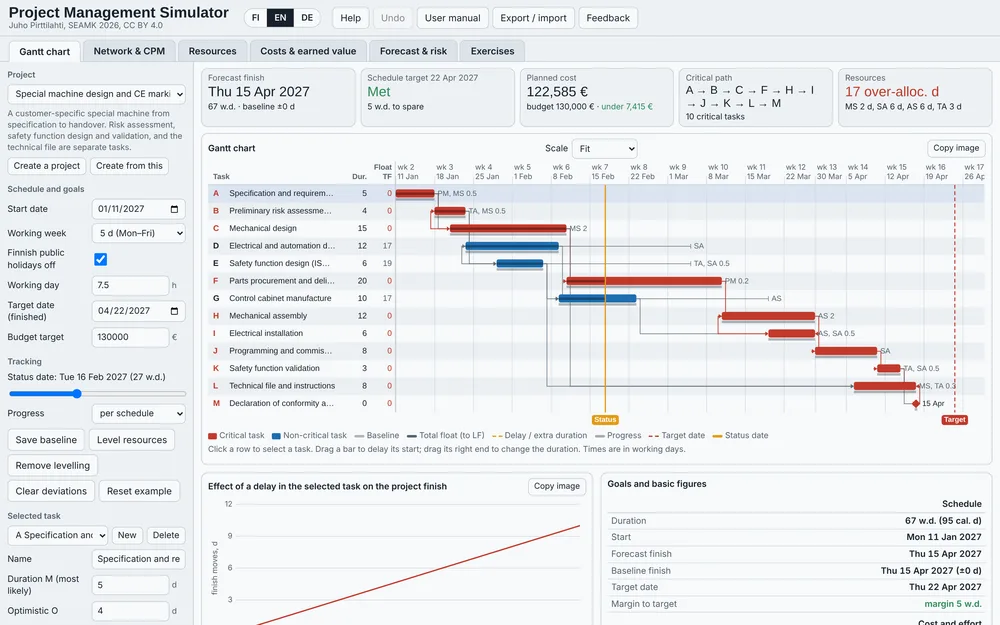 Project Management Simulator
Juho Pirttilahti, SEAMK 2026, CC BY 4.0
FI EN DE Help Undo User manual Export / import Feedback
Gantt chart Network & CPM Resources Costs & earned value Forecast & risk Exercises
Project
Special machine design and CE marki
A customer-specific special machine from
specification to handover. Risk assessment,
safety function design and validation, and the
technical file are separate tasks.
Create a project Create from this
Schedule and goals
Start date 01/11/2027
Working week 5 d (Mon–Fri)
Finnish public
holidays off
Working day 7.5 h
Target date
(finished) 04/22/2027
Budget target 130000 €
Tracking
Status date: Tue 16 Feb 2027 (27 w.d.)
Progress per schedule
Save baseline Level resources
Remove levelling
Clear deviations Reset example
Selected task
A Specification and New Delete
Name Specification and re
Duration M (most
likely) 5 d
Optimistic O 4 d
Forecast finish
Thu 15 Apr 2027
67 w.d. · baseline ±0 d
Schedule target 22 Apr 2027
Met
5 w.d. to spare
Planned cost
122,585 €
budget 130,000 € · under 7,415 €
Critical path
A → B → C → F → H → I
→ J → K → L → M
10 critical tasks
Resources
17 over-alloc. d
MS 2 d, SA 6 d, AS 6 d, TA 3 d
Gantt chart Scale Fit Copy image
Float wk 2 wk 3 wk 4 wk 5 wk 6 wk 7 wk 8 wk 9 wk 10 wk 11 wk 12 wk 13 wk 14 wk 15 wk 16 wk 17
Task Dur. TF 11 Jan 18 Jan 25 Jan 1 Feb 8 Feb 15 Feb 22 Feb 1 Mar 8 Mar 15 Mar 22 Mar 30 Mar 5 Apr 12 Apr 19 Apr 26 Ap
A Specification and requirem… 5 0 PM, MS 0.5
B Preliminary risk assessme… 4 0 TA, MS 0.5
C Mechanical design 15 0 MS 2
D Electrical and automation d… 12 17 SA
E Safety function design (IS… 6 19 TA, SA 0.5
F Parts procurement and deli… 20 0 PM 0.2
G Control cabinet manufacture 10 17 AS
H Mechanical assembly 12 0 AS 2
I Electrical installation 6 0 AS, SA 0.5
J Programming and commis… 8 0 SA
K Safety function validation 3 0 TA, SA 0.5
L Technical file and instructions 8 0 MS, TA 0.3
M Declaration of conformity a… 0 0 15 Apr
Status Target
Critical task Non-critical task Baseline Total float (to LF) Delay / extra duration Progress Target date Status date
Click a row to select a task. Drag a bar to delay its start; drag its right end to change the duration. Times are in working days.
Effect of a delay in the selected task on the project finish Copy image
12
9
6
3
finish moves, d
Goals and basic figures
Schedule
Duration 67 w.d. (95 cal. d)
Start Mon 11 Jan 2027
Forecast finish Thu 15 Apr 2027
Baseline finish Thu 15 Apr 2027 (±0 d)
Target date Thu 22 Apr 2027
Margin to target margin 5 w.d.
Cost and effort